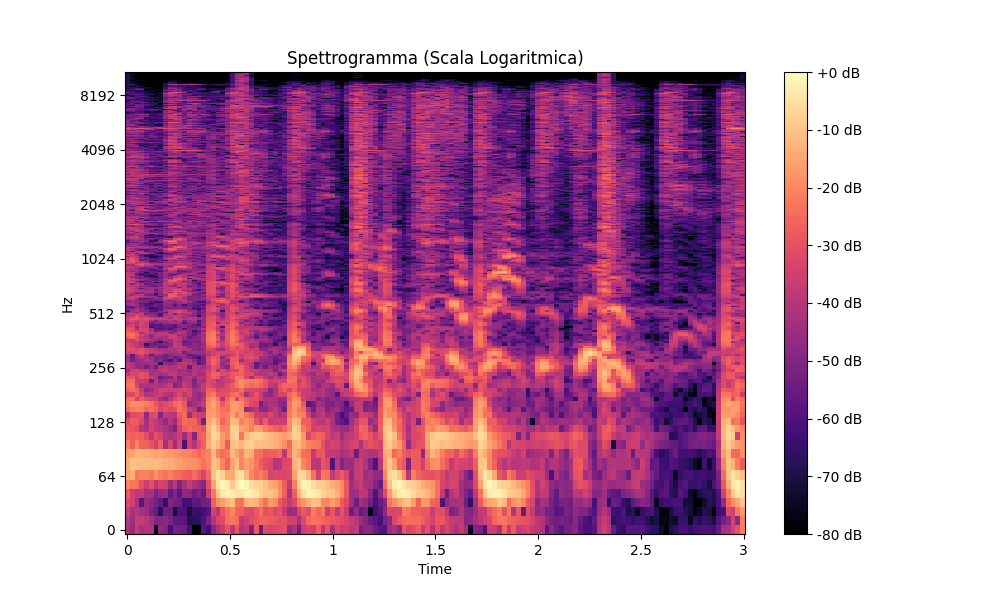 Spettrogramma (Scala Logaritmica)
Hz
8192
4096
2048
1024
512
256
128
64
0
0
0.5
1
1.5
2
2.5
3
Time
+0 dB
-10 dB
-20 dB
-30 dB
-40 dB
-50 dB
-60 dB
-70 dB
-80 dB